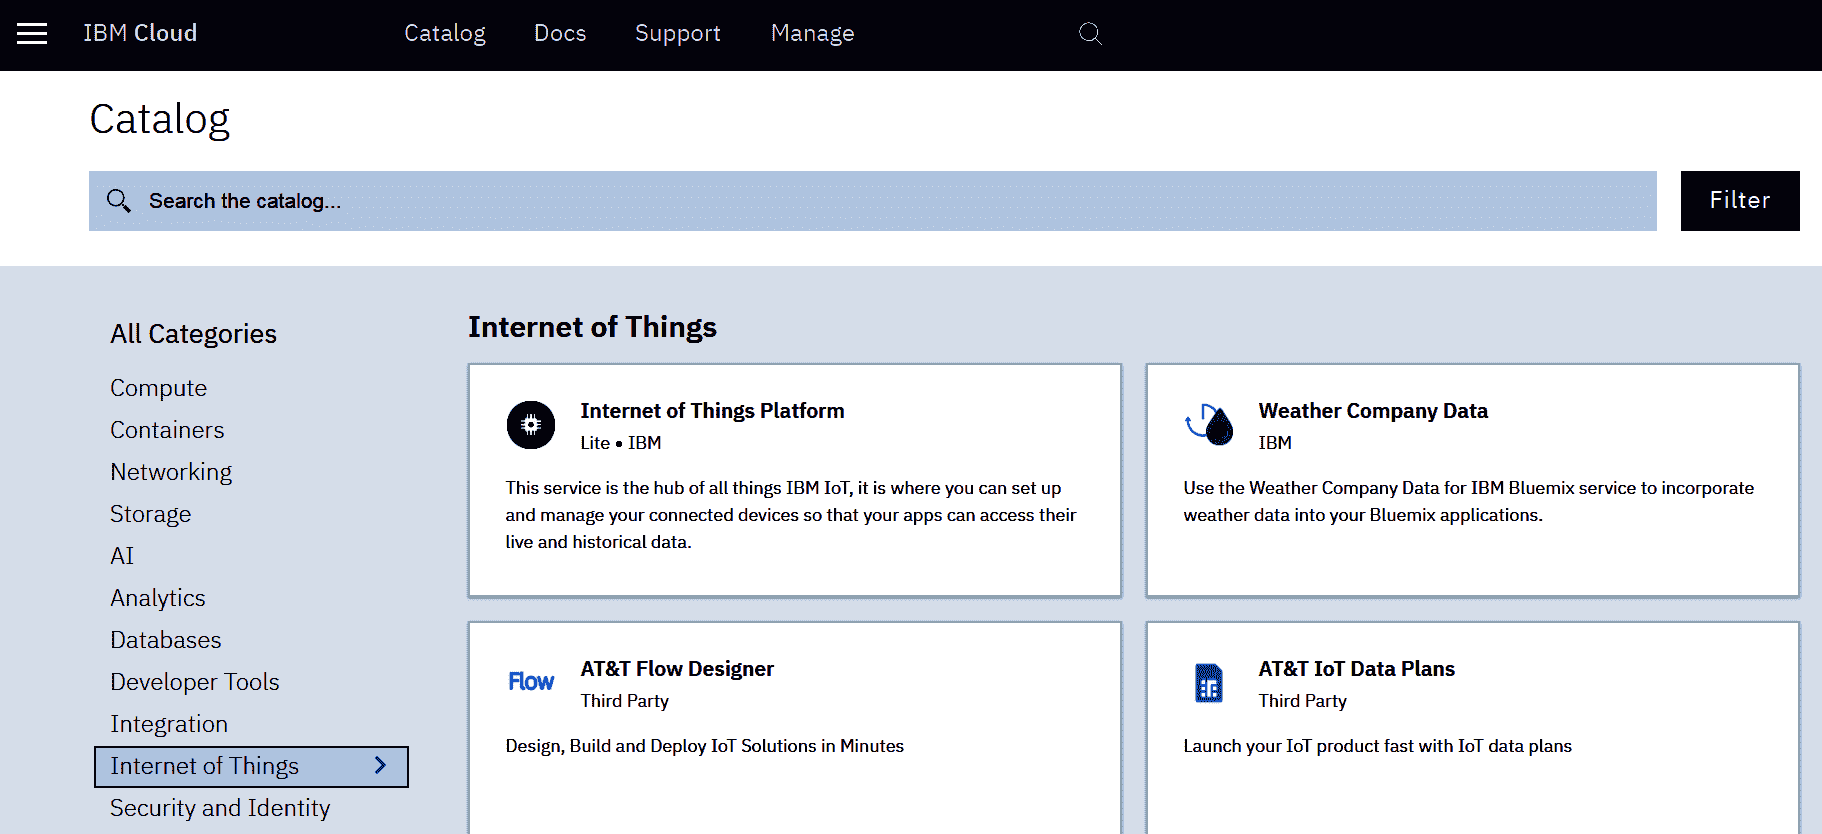 IBM Cloud
Catalog
Docs
Support
Manage
Catalog
Search the catalog...
Filter
All Categories
Compute
Containers
Networking
Storage
AI
Analytics
Databases
Developer Tools
Integration
Internet of Things
Security and Identity
Internet of Things
Internet of Things Platform
Lite • IBM
This service is the hub of all things IBM IoT, it is where you can set up
and manage your connected devices so that your apps can access their
live and historical data.
Weather Company Data
IBM
Use the Weather Company Data for IBM Bluemix service to incorporate
weather data into your Bluemix applications.
Flow
AT&T Flow Designer
Third Party
Design, Build and Deploy IoT Solutions in Minutes
AT&T IoT Data Plans
Third Party
Launch your IoT product fast with IoT data plans